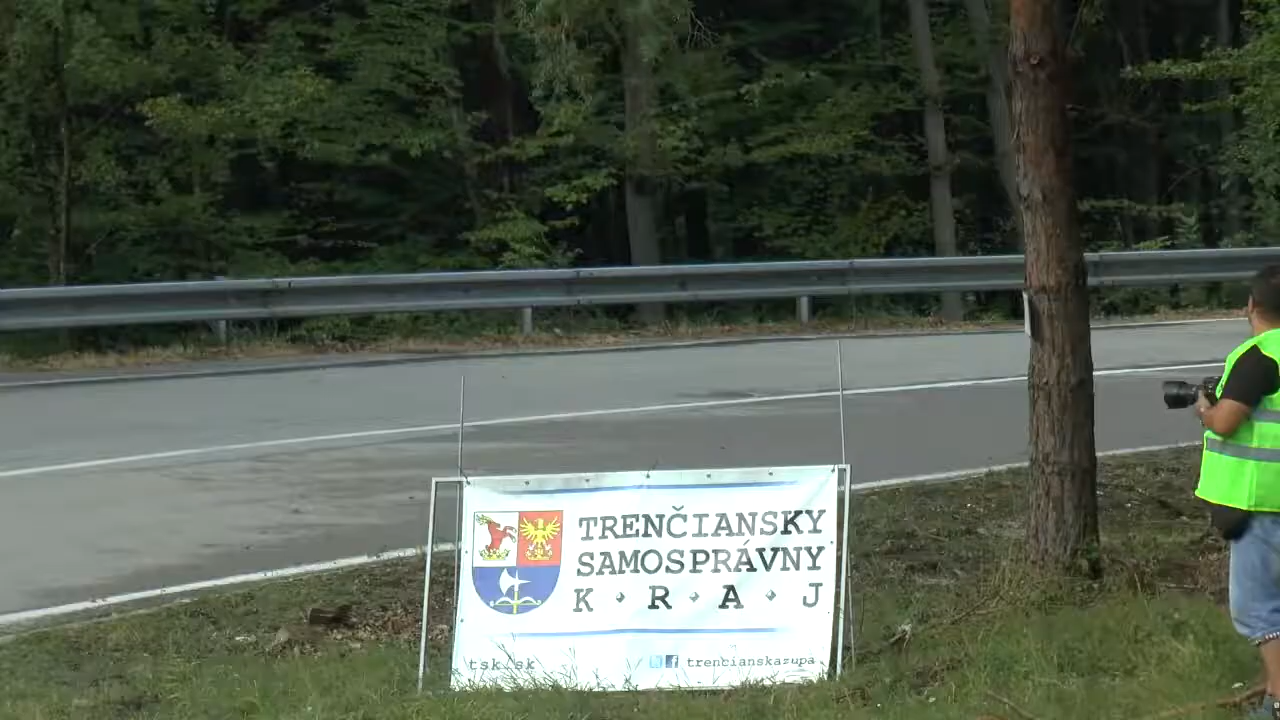 TRENČIANSKY
SAMOSPRÁVNY
K • R • A • J
tsk.sk
trencianskazupa